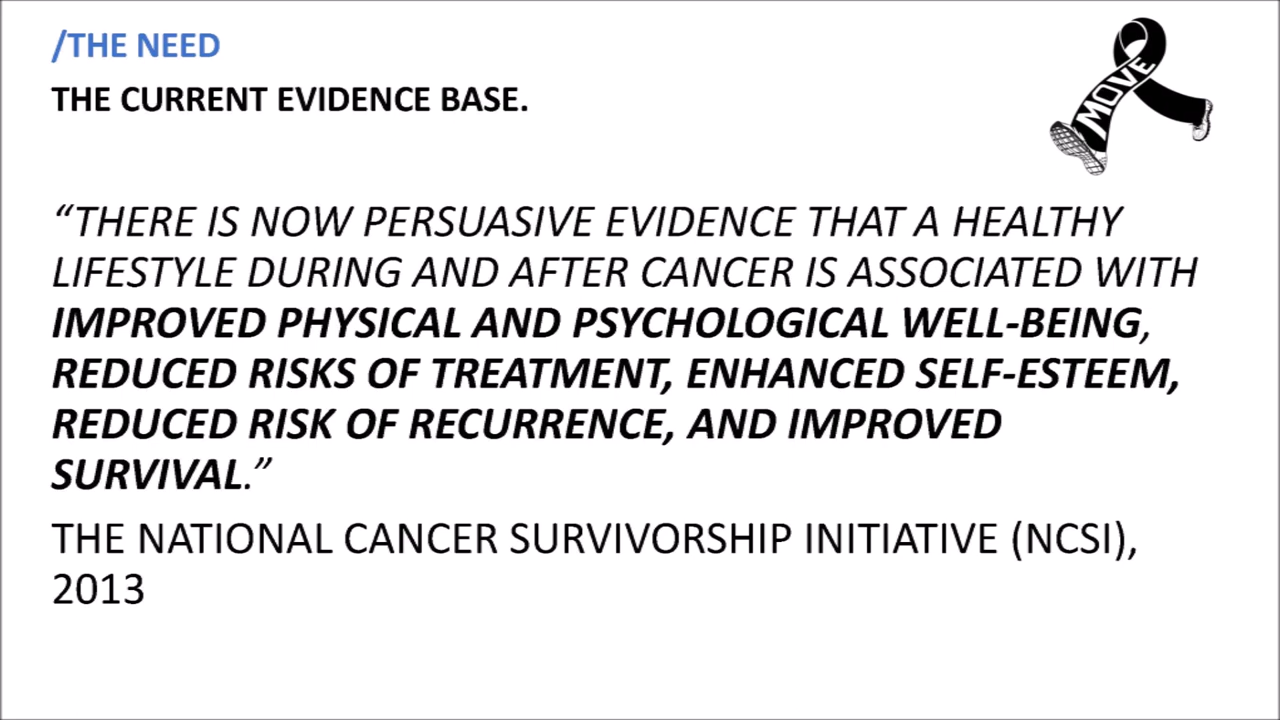 /THE NEED
THE CURRENT EVIDENCE BASE.
MOVE
“THERE IS NOW PERSUASIVE EVIDENCE THAT A HEALTHY
LIFESTYLE DURING AND AFTER CANCER IS ASSOCIATED WITH
IMPROVED PHYSICAL AND PSYCHOLOGICAL WELL-BEING,
REDUCED RISKS OF TREATMENT, ENHANCED SELF-ESTEEM,
REDUCED RISK OF RECURRENCE, AND IMPROVED
SURVIVAL.”
THE NATIONAL CANCER SURVIVORSHIP INITIATIVE (NCSI),
2013